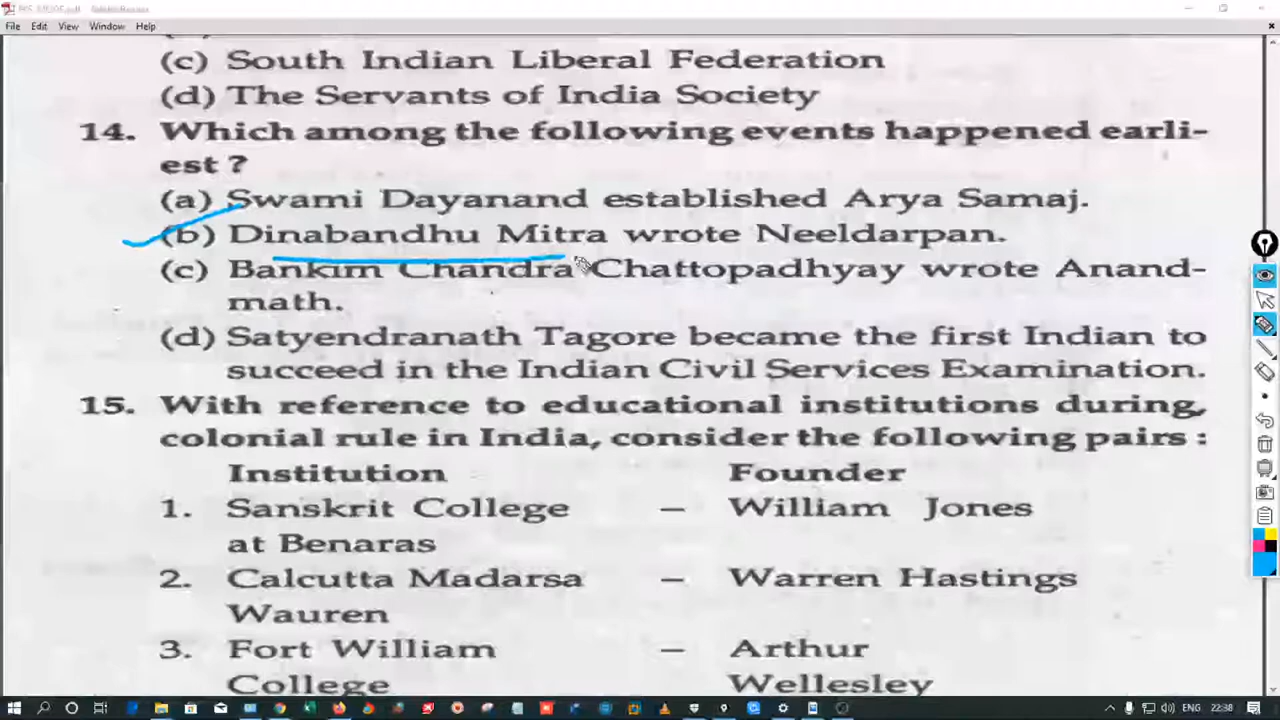 File Edit View Window Help
(c) South Indian Liberal Federation
(d) The Servants of India Society
14. Which among the following events happened earli-
est ?
(a) Swami Dayanand established Arya Samaj.
(b) Dinabandhu Mitra wrote Neeldarpan.
(c) Bankim Chandra Chattopadhyay wrote Anand-
math.
(d) Satyendranath Tagore became the first Indian to
succeed in the Indian Civil Services Examination.
15. With reference to educational institutions during,
colonial rule in India, consider the following pairs :
Institution Founder
1. Sanskrit College – William Jones
at Benaras
2. Calcutta Madarsa – Warren Hastings
Wauren
3. Fort William – Arthur
College Wellesley
ENG 22:38